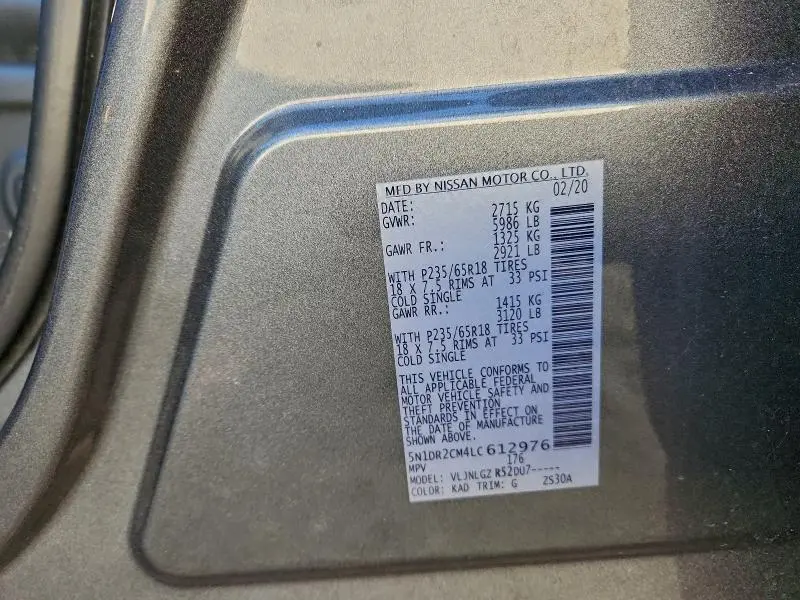 MFD BY NISSAN MOTOR CO., LTD.
DATE: 02/20
GVWR: 2715 KG
5986 LB
GAWR FR.: 1325 KG
2921 LB
WITH P235/65R18 TIRES
18 X 7.5 RIMS AT 33 PSI
COLD SINGLE
GAWR RR.: 1415 KG
3120 LB
WITH P235/65R18 TIRES
18 X 7.5 RIMS AT 33 PSI
COLD SINGLE
THIS VEHICLE CONFORMS TO
ALL APPLICABLE FEDERAL
MOTOR VEHICLE SAFETY AND
THEFT PREVENTION
STANDARDS IN EFFECT ON
THE DATE OF MANUFACTURE
SHOWN ABOVE.
5N1DR2CM4LC612976
MPV 176
MODEL: VLJNLGZ R52DU7-----
COLOR: KAD TRIM: G ZS30A